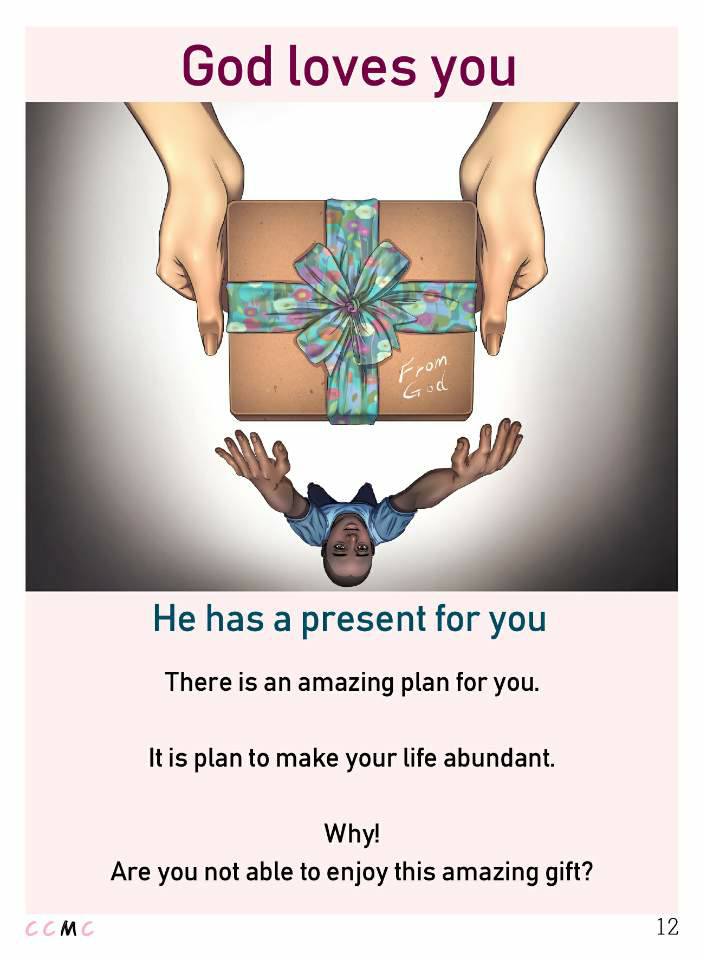 God loves you
From
God
He has a present for you
There is an amazing plan for you.
It is plan to make your life abundant.
Why!
Are you not able to enjoy this amazing gift?
CCMC
12